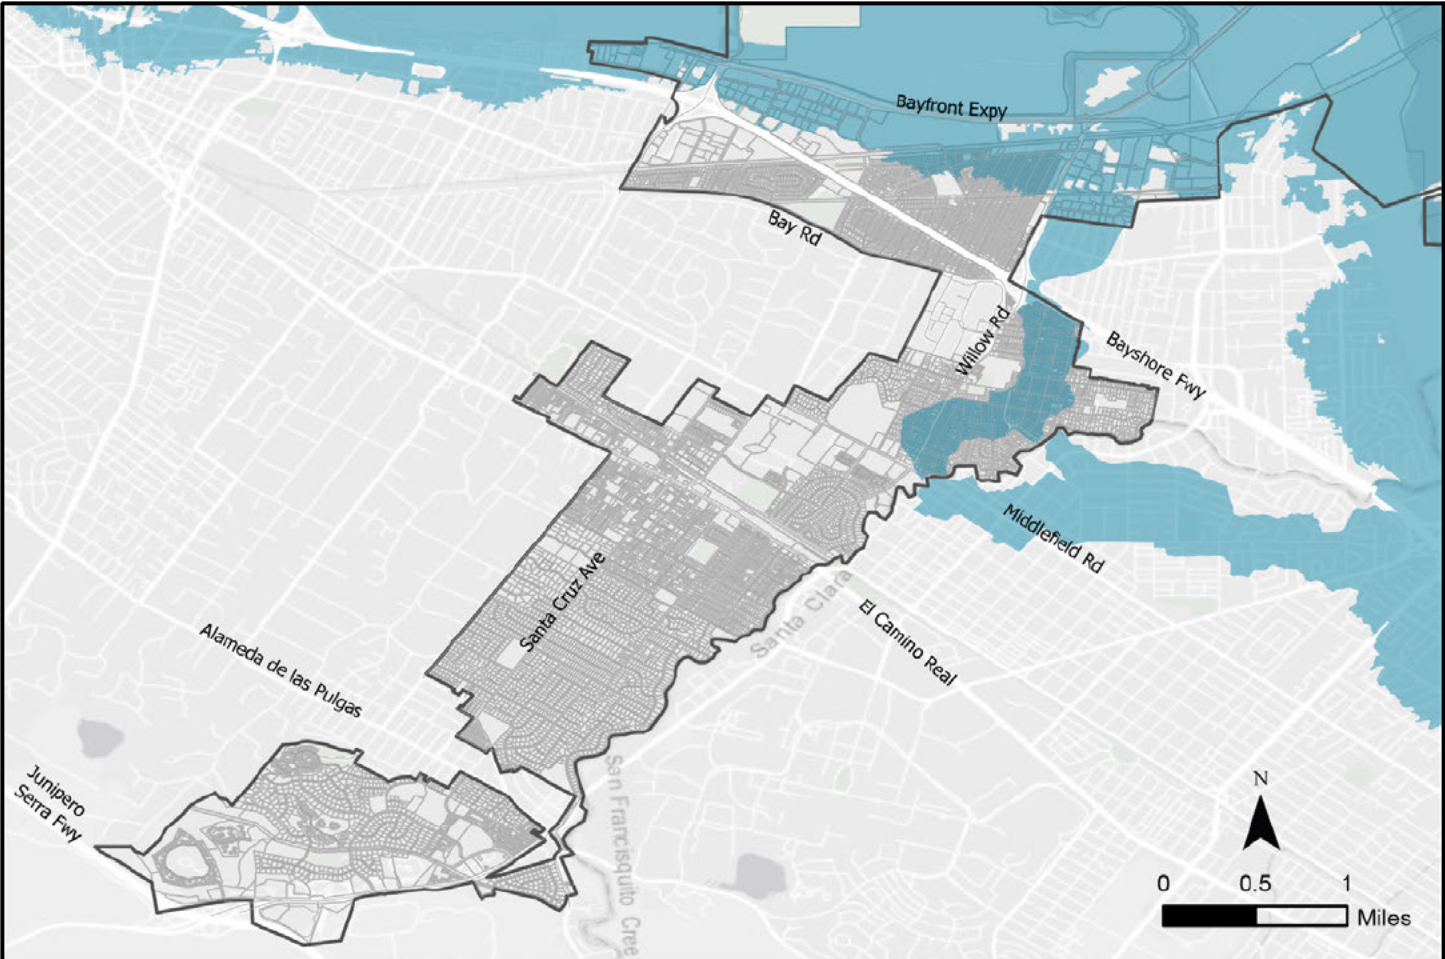 Bayfront Expy
Bay Rd
Willow Rd
Bayshore Fwy
Middlefield Rd
Santa Cruz Ave
Santa Clara
El Camino Real
Alameda de las Pulgas
Junipero
Serra Fwy
San Francisquito Cree
N
0 0.5 1
Miles